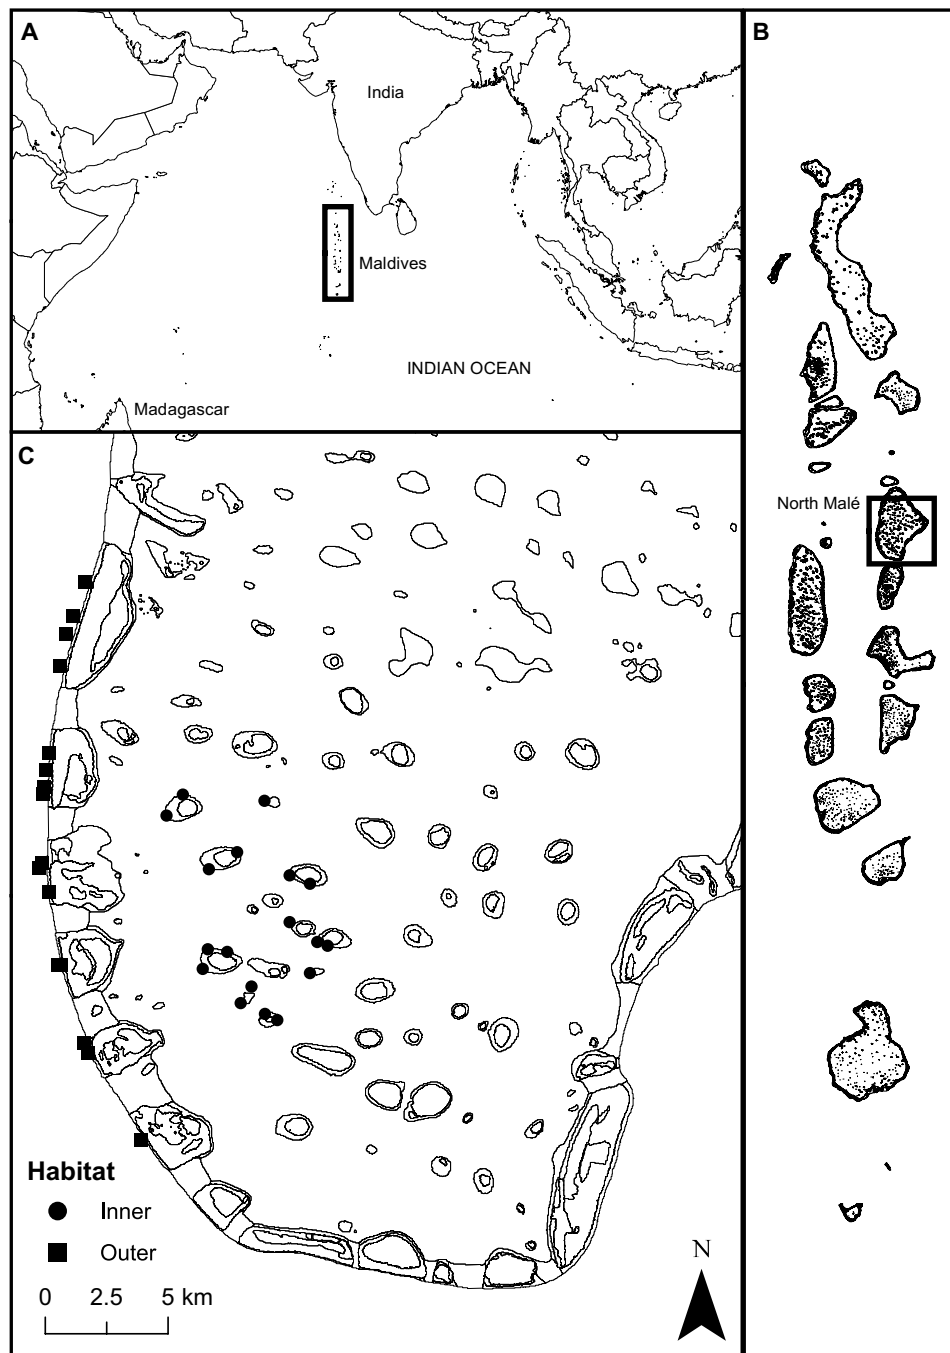 A
India
Maldives
INDIAN OCEAN
Madagascar
B
North Malé
C
Habitat
Inner
Outer
0 2.5 5 km
N